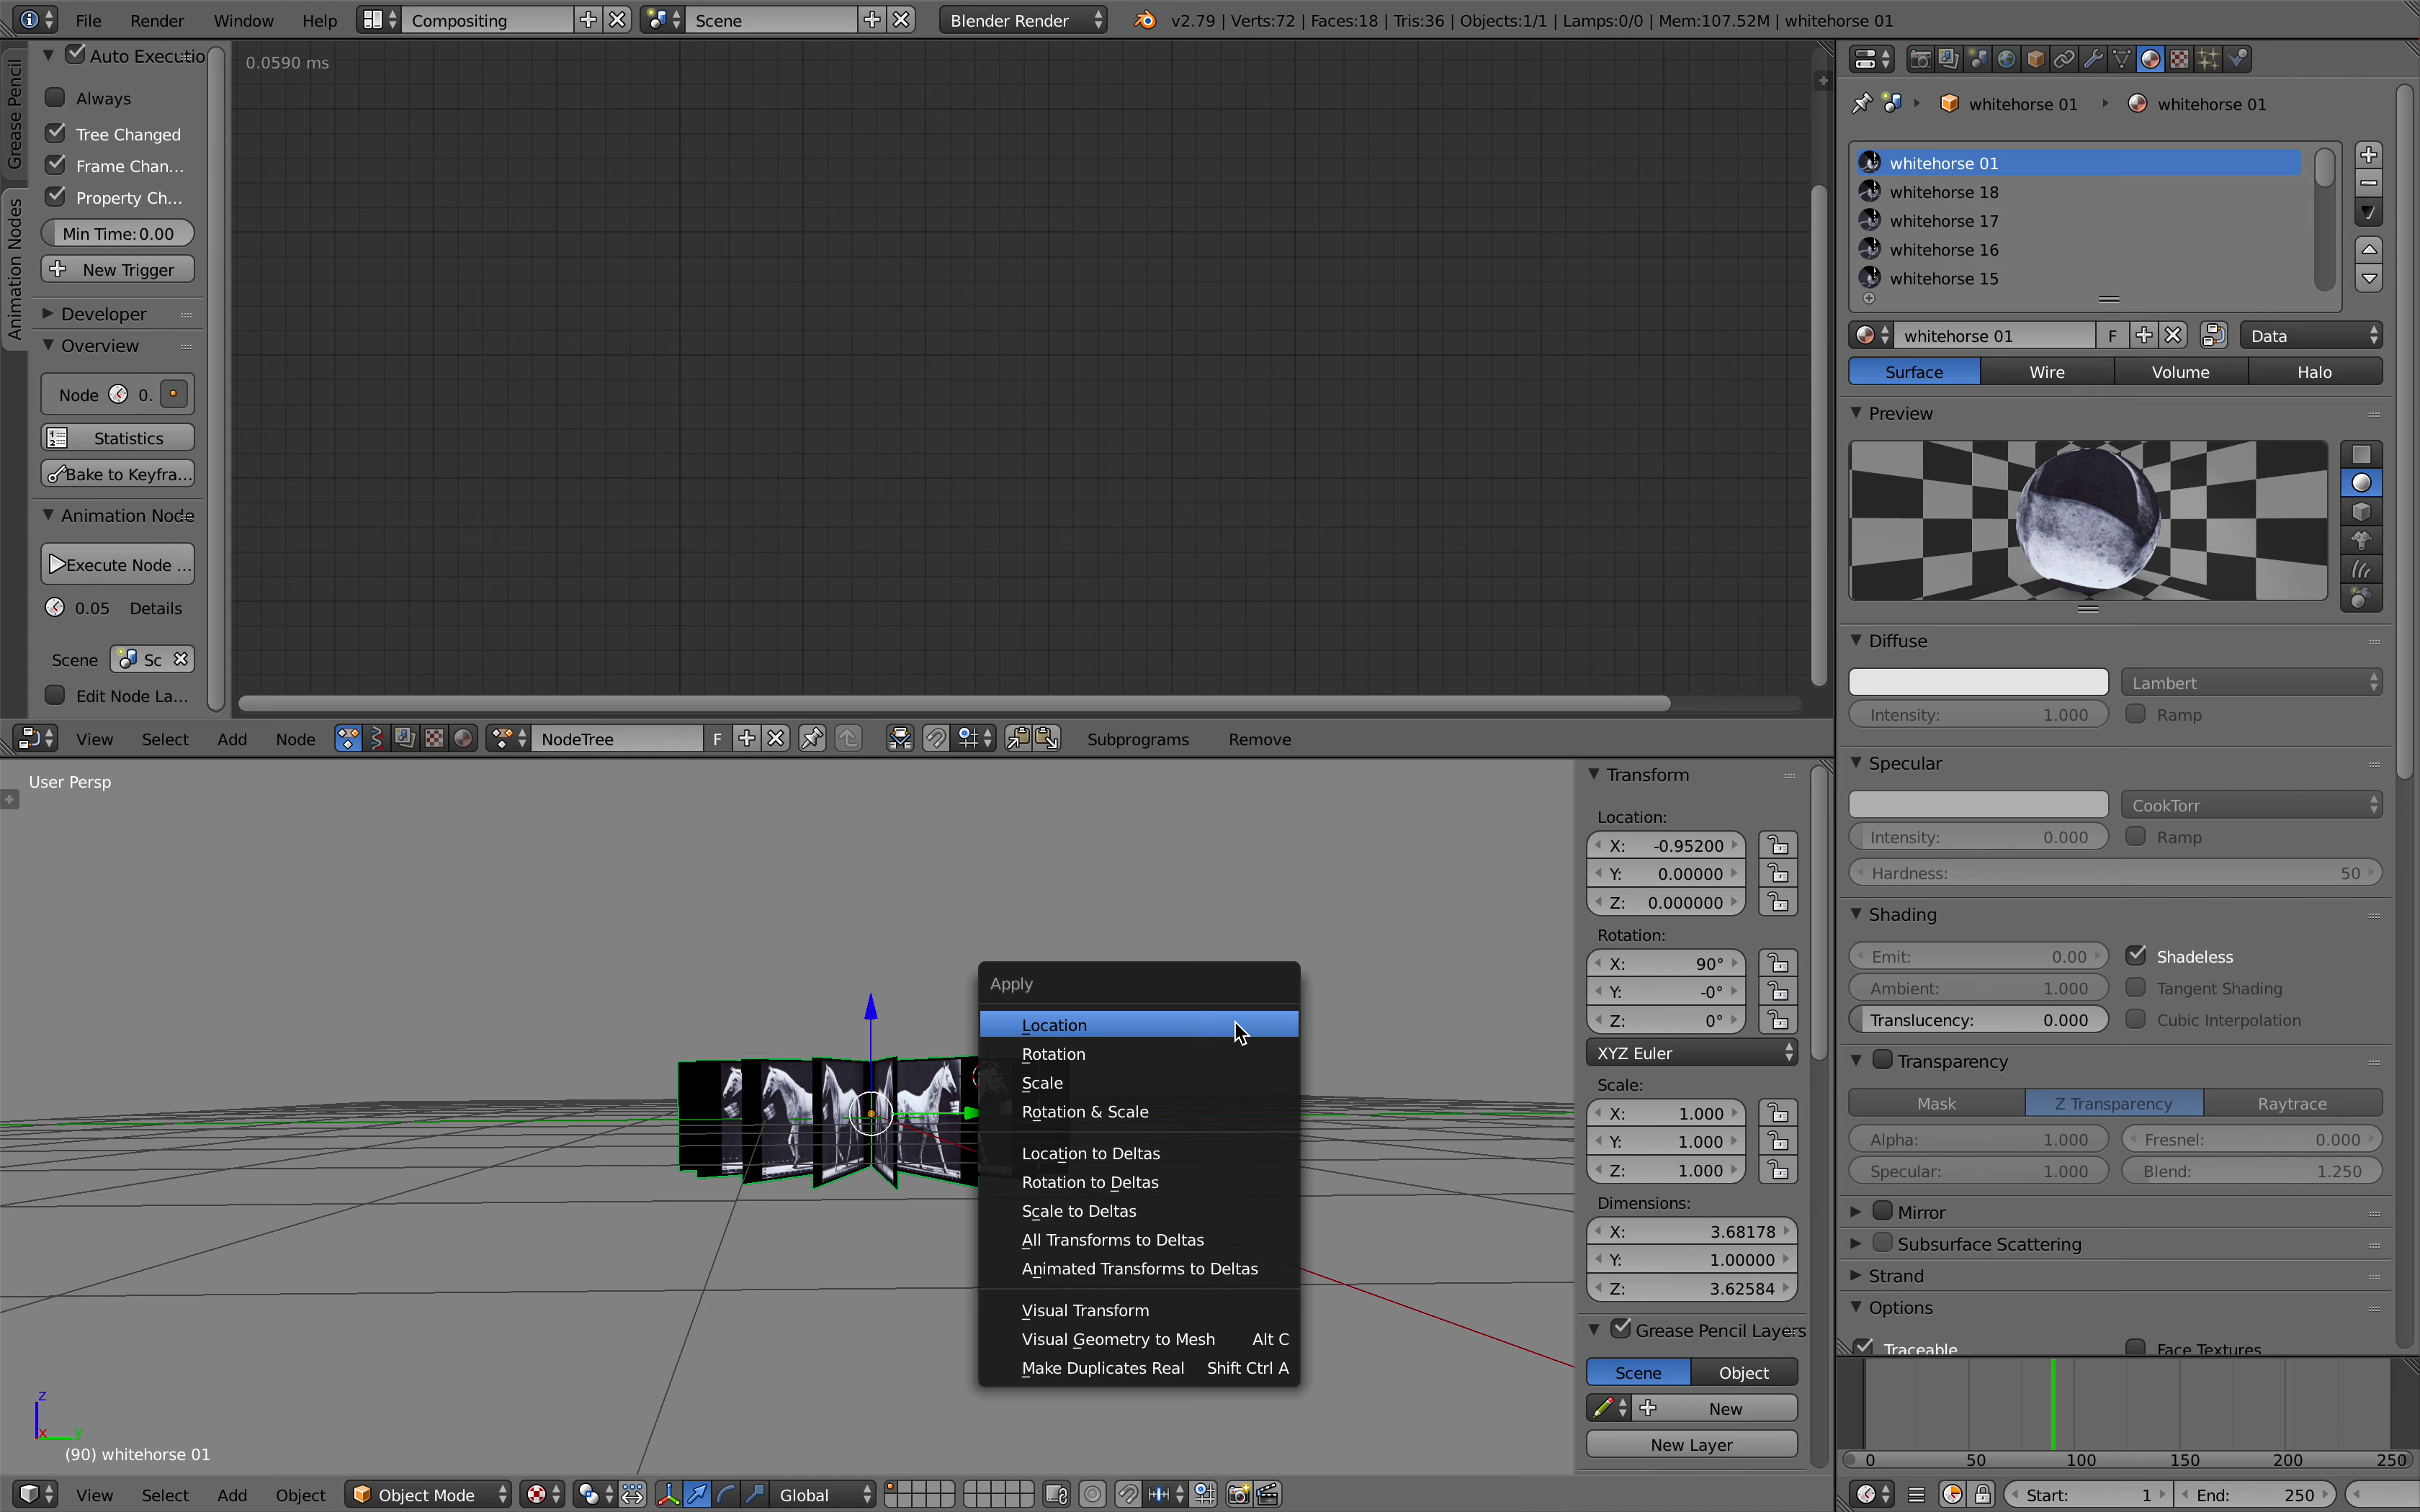 File Render Window Help Compositing Scene Blender Render v2.79 | Verts:72 | Faces:18 | Tris:36 | Objects:1/1 | Lamps:0/0 | Mem:107.52M | whitehorse 01
Grease Pencil
Animation Nodes
Auto Executio
Always
Tree Changed
Frame Chan...
Property Ch...
Min Time: 0.00
New Trigger
Developer
Overview
Node 0.
Statistics
Bake to Keyfra...
Animation Node
Execute Node ...
0.05 Details
Scene Sc
Edit Node La...
0.0590 ms
View Select Add Node NodeTree F Subprograms Remove
User Persp
Apply
Location
Rotation
Scale
Rotation & Scale
Location to Deltas
Rotation to Deltas
Scale to Deltas
All Transforms to Deltas
Animated Transforms to Deltas
Visual Transform
Visual Geometry to Mesh Alt C
Make Duplicates Real Shift Ctrl A
z
x y
(90) whitehorse 01
View Select Add Object Object Mode Global
Transform
Location:
X: -0.95200
Y: 0.00000
Z: 0.000000
Rotation:
X: 90°
Y: -0°
Z: 0°
XYZ Euler
Scale:
X: 1.000
Y: 1.000
Z: 1.000
Dimensions:
X: 3.68178
Y: 1.00000
Z: 3.62584
Grease Pencil Layers
Scene Object
New
New Layer
whitehorse 01 whitehorse 01
whitehorse 01
whitehorse 18
whitehorse 17
whitehorse 16
whitehorse 15
whitehorse 01 F Data
Surface Wire Volume Halo
Preview
Diffuse
Lambert
Intensity: 1.000 Ramp
Specular
CookTorr
Intensity: 0.000 Ramp
Hardness: 50
Shading
Emit: 0.00 Shadeless
Ambient: 1.000 Tangent Shading
Translucency: 0.000 Cubic Interpolation
Transparency
Mask Z Transparency Raytrace
Alpha: 1.000 Fresnel: 0.000
Specular: 1.000 Blend: 1.250
Mirror
Subsurface Scattering
Strand
Options
Traceable Face Textures
0 50 100 150 200 250
Start: 1 End: 250